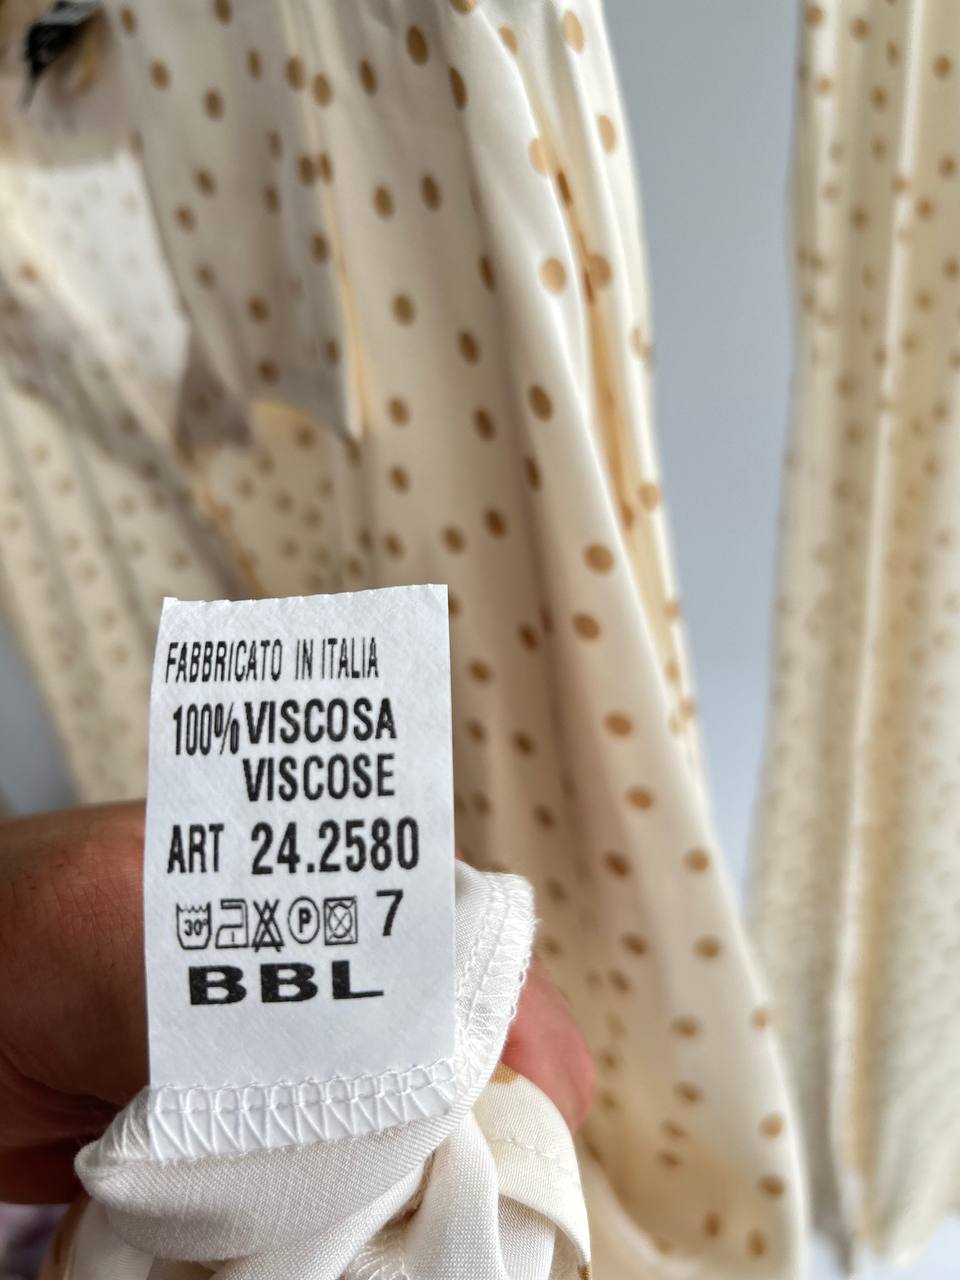 FABBRICATO IN ITALIA
100% VISCOSA
VISCOSE
ART 24.2580
30° P 7
BBL